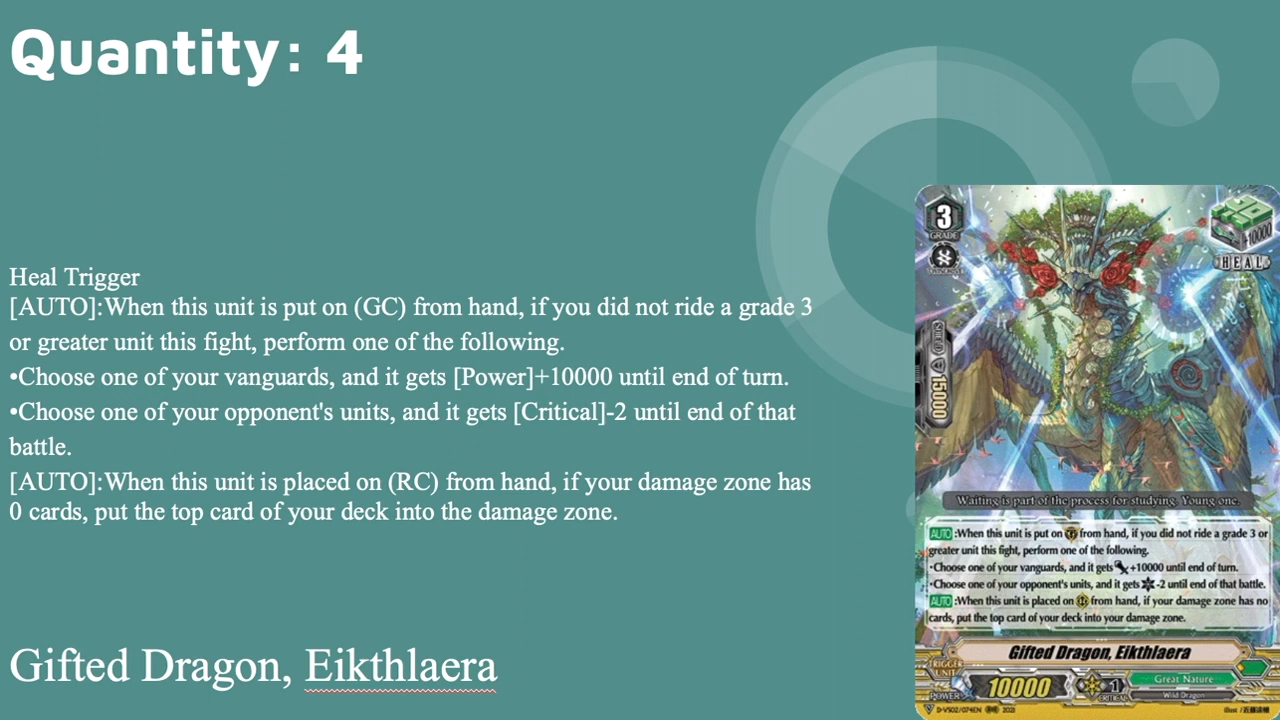 Quantity: 4
Heal Trigger
[AUTO]:When this unit is put on (GC) from hand, if you did not ride a grade 3
or greater unit this fight, perform one of the following.
•Choose one of your vanguards, and it gets [Power]+10000 until end of turn.
•Choose one of your opponent's units, and it gets [Critical]-2 until end of that
battle.
[AUTO]:When this unit is placed on (RC) from hand, if your damage zone has
0 cards, put the top card of your deck into the damage zone.
Gifted Dragon, Eikthlaera
3
GRADE
+10000
HEAL
SHIELD
15000
Waiting is part of the process for studying. Young one.
AUTO :When this unit is put on from hand, if you did not ride a grade 3 or
greater unit this fight, perform one of the following.
·Choose one of your vanguards, and it gets +10000 until end of turn.
·Choose one of your opponent's units, and it gets -2 until end of that battle.
AUTO :When this unit is placed on from hand, if your damage zone has no
cards, put the top card of your deck into your damage zone.
Gifted Dragon, Eikthlaera
TRIGGER
UNIT
POWER 10000 1 CRITICAL
Great Nature
Wild Dragon
D-VS02/074EN 2021